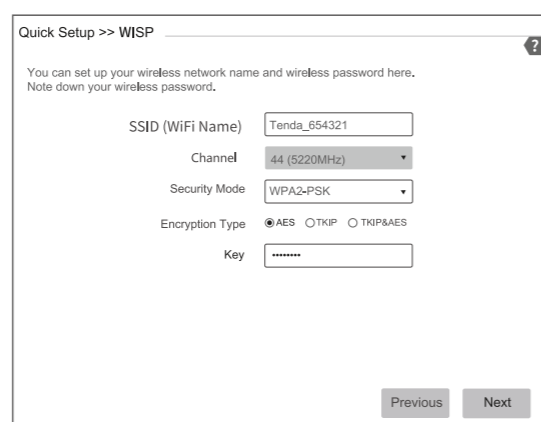 Quick Setup >> WISP
?
You can set up your wireless network name and wireless password here.
Note down your wireless password.
SSID (WiFi Name) Tenda_654321
Channel 44 (5220MHz)
Security Mode WPA2-PSK
Encryption Type AES TKIP TKIP&AES
Key ••••••••
Previous Next